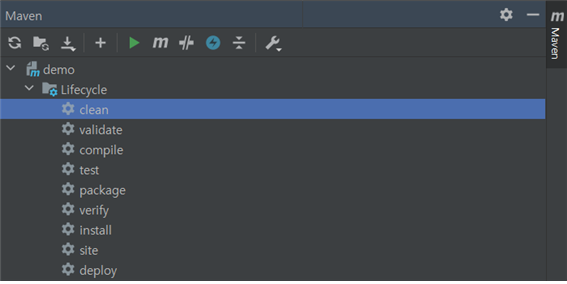 Maven
m
Maven
m
demo
Lifecycle
clean
validate
compile
test
package
verify
install
site
deploy